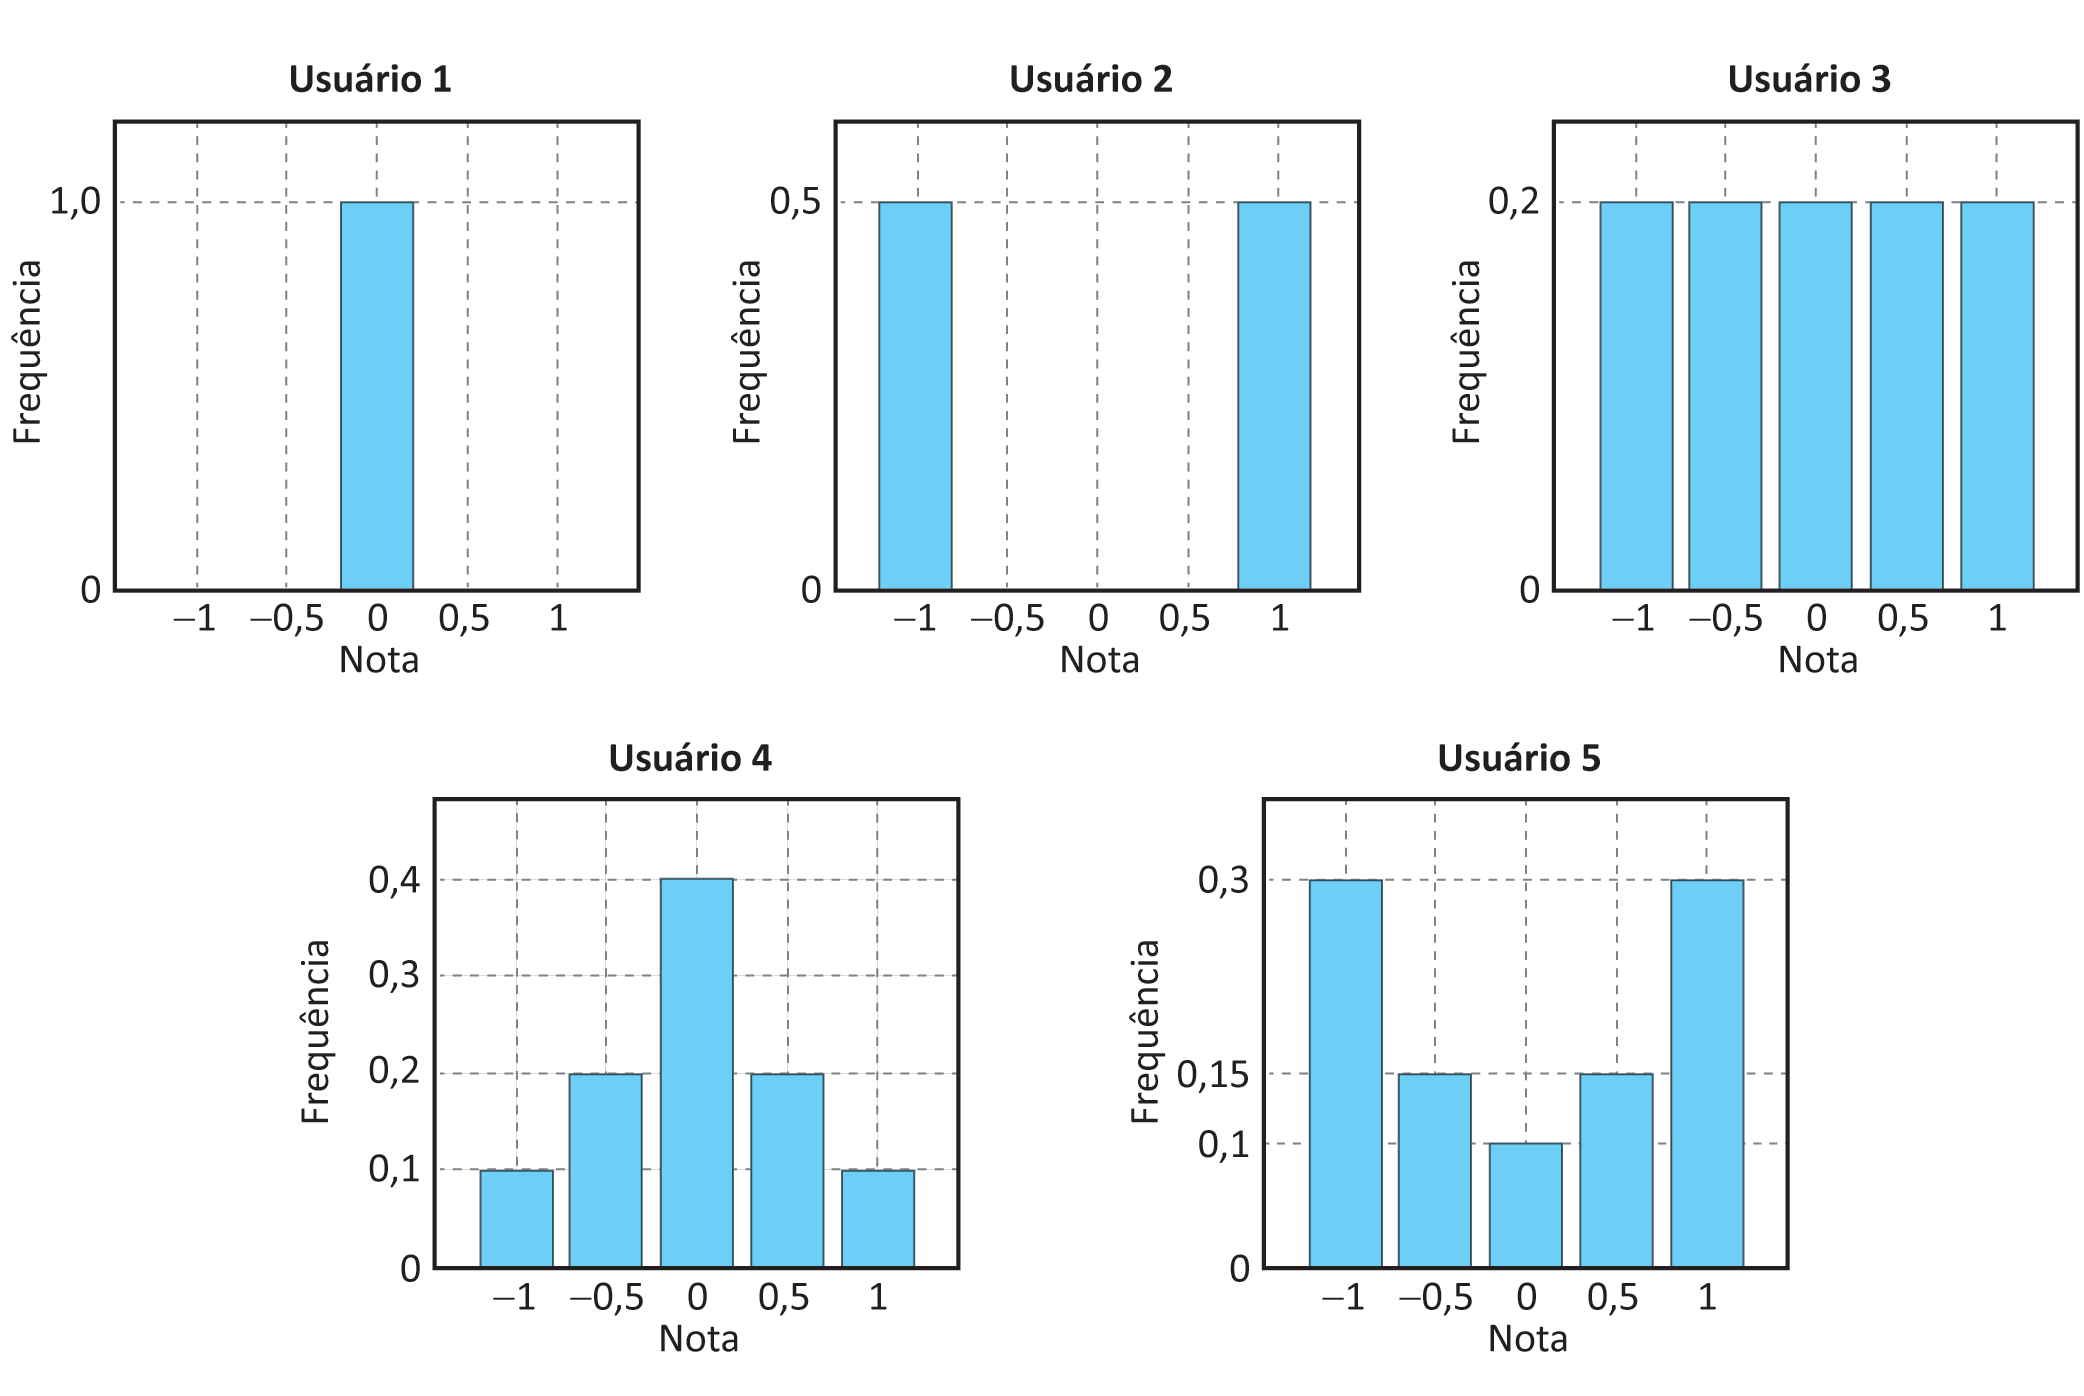 Usuário 1
1,0
0
Frequência
−1 −0,5 0 0,5 1
Nota
Usuário 2
0,5
0
Frequência
−1 −0,5 0 0,5 1
Nota
Usuário 3
0,2
0
Frequência
−1 −0,5 0 0,5 1
Nota
Usuário 4
0,4
0,3
0,2
0,1
0
Frequência
−1 −0,5 0 0,5 1
Nota
Usuário 5
0,3
0,15
0,1
0
Frequência
−1 −0,5 0 0,5 1
Nota